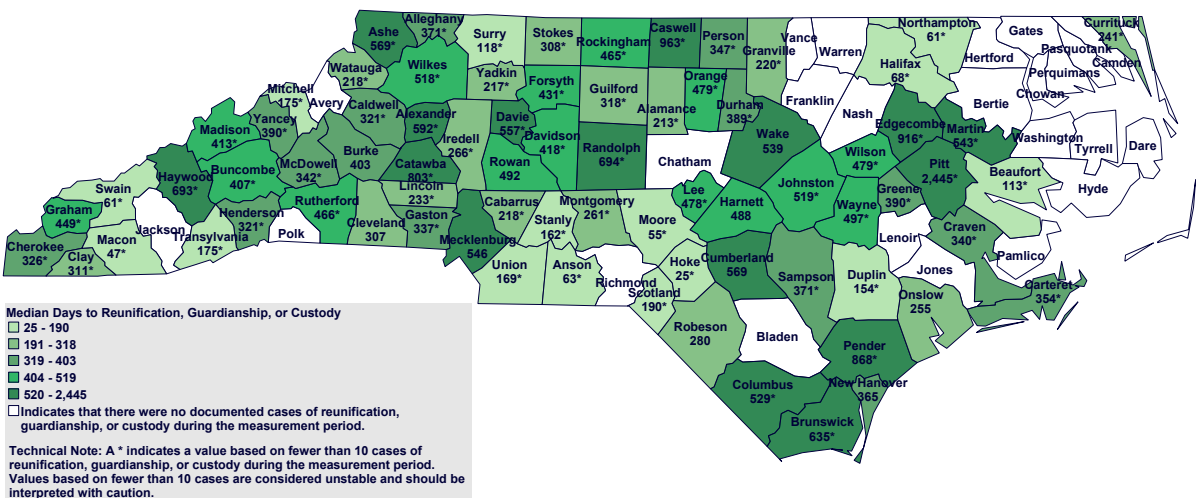 Alleghany
371*
Ashe
569*
Surry
118*
Stokes
308*
Rockingham
465*
Caswell
963*
Person
347*
Granville
220*
Vance
Warren
Northampton
61*
Gates
Currituck
241*
Pasquotank
Camden
Hertford
Perquimans
Chowan
Halifax
68*
Bertie
Watauga
218*
Wilkes
518*
Yadkin
217*
Forsyth
431*
Guilford
318*
Alamance
213*
Orange
479*
Durham
389*
Franklin
Nash
Edgecombe
916*
Martin
543*
Washington
Tyrrell
Dare
Mitchell
175*
Avery
Yancey
390*
Caldwell
321*
Alexander
592*
Iredell
266*
Davie
557*
Davidson
418*
Randolph
694*
Chatham
Wake
539
Wilson
479*
Pitt
2,445*
Beaufort
113*
Hyde
Madison
413*
Buncombe
407*
McDowell
342*
Burke
403
Catawba
803*
Rowan
492
Lincoln
233*
Haywood
693*
Swain
61*
Graham
449*
Cherokee
326*
Clay
311*
Macon
47*
Jackson
Transylvania
175*
Henderson
321*
Polk
Rutherford
466*
Cleveland
307
Gaston
337*
Mecklenburg
546
Cabarrus
218*
Stanly
162*
Montgomery
261*
Moore
55*
Lee
478*
Harnett
488
Johnston
519*
Wayne
497*
Greene
390*
Lenoir
Craven
340*
Pamlico
Jones
Carteret
354*
Union
169*
Anson
63*
Richmond
Scotland
190*
Hoke
25*
Cumberland
569
Sampson
371*
Duplin
154*
Onslow
255
Robeson
280
Bladen
Pender
868*
New Hanover
365
Columbus
529*
Brunswick
635*
Median Days to Reunification, Guardianship, or Custody
25 - 190
191 - 318
319 - 403
404 - 519
520 - 2,445
Indicates that there were no documented cases of reunification,
guardianship, or custody during the measurement period.
Technical Note: A * indicates a value based on fewer than 10 cases of
reunification, guardianship, or custody during the measurement period.
Values based on fewer than 10 cases are considered unstable and should be
interpreted with caution.